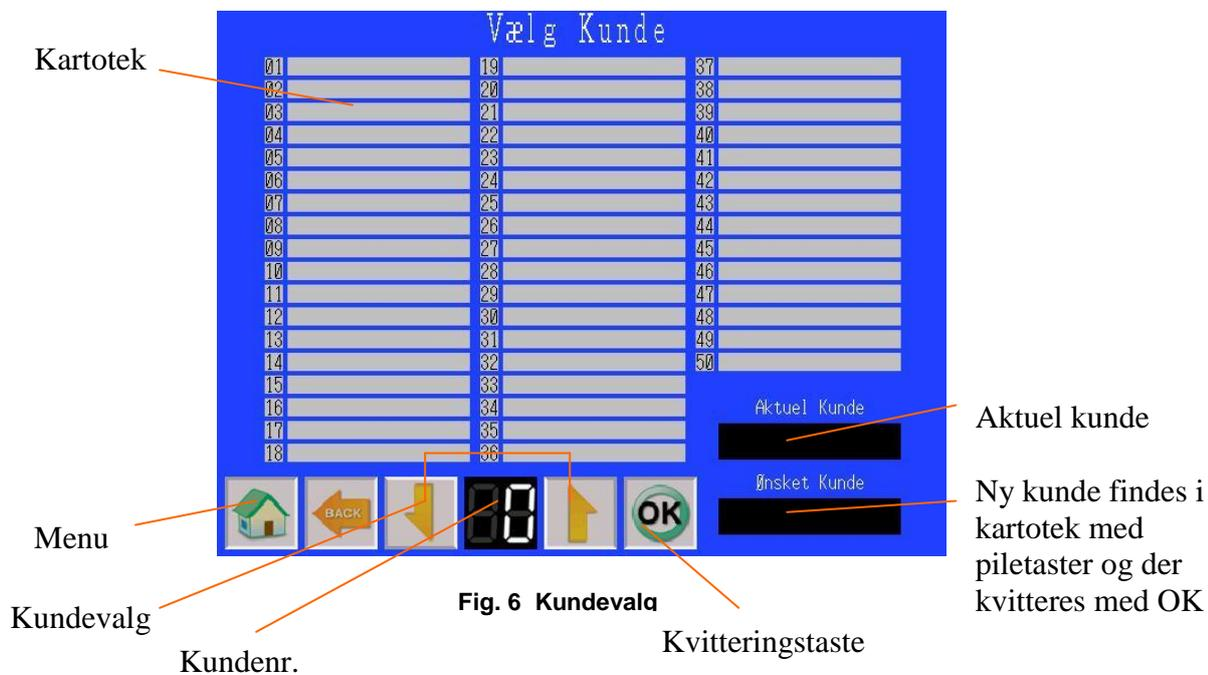 Vælg Kunde
Kartotek
01 19 37
02 20 38
03 21 39
04 22 40
05 23 41
06 24 42
07 25 43
08 26 44
09 27 45
10 28 46
11 29 47
12 30 48
13 31 49
14 32 50
15 33
16 34
17 35
18 36
Aktuel Kunde
Aktuel kunde
Ønsket Kunde
BACK
0
OK
Ny kunde findes i
kartotek med
piletaster og der
kvitteres med OK
Menu
Fig. 6 Kundevalg
Kundevalg
Kvitteringstaste
Kundenr.